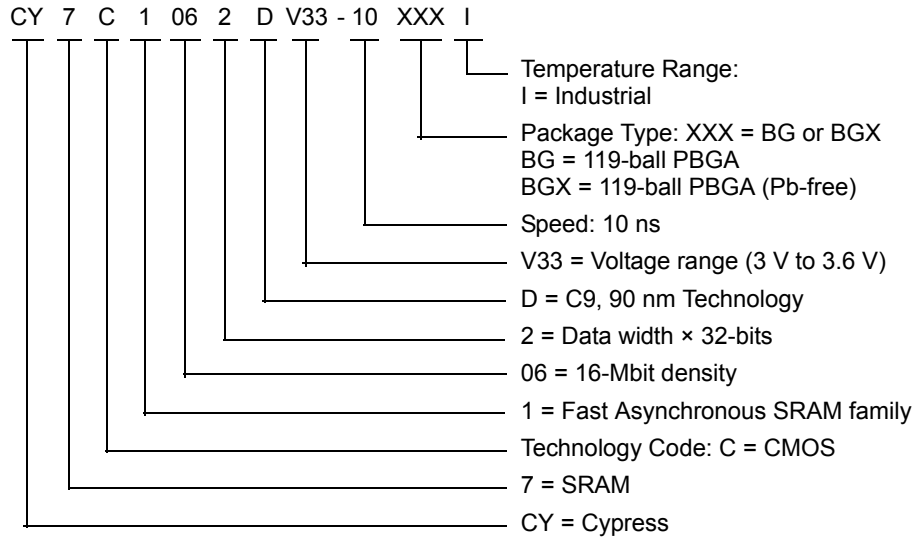 CY 7 C 1 06 2 D V33 - 10 XXX I
Temperature Range:
I = Industrial
Package Type: XXX = BG or BGX
BG = 119-ball PBGA
BGX = 119-ball PBGA (Pb-free)
Speed: 10 ns
V33 = Voltage range (3 V to 3.6 V)
D = C9, 90 nm Technology
2 = Data width × 32-bits
06 = 16-Mbit density
1 = Fast Asynchronous SRAM family
Technology Code: C = CMOS
7 = SRAM
CY = Cypress